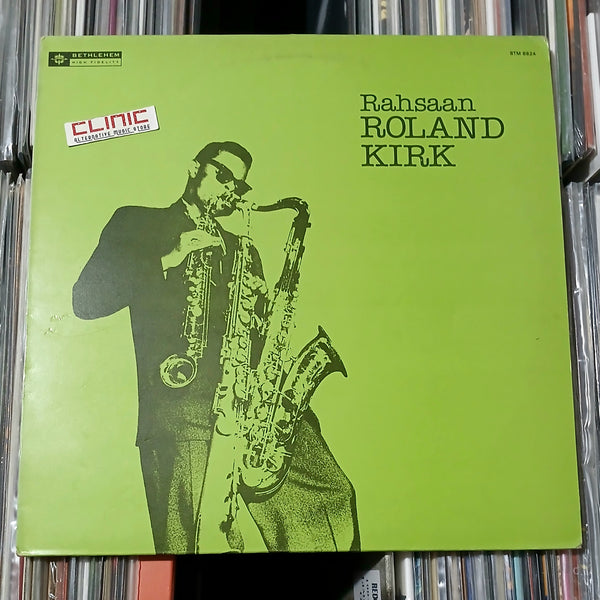 BETHLEHEM
HIGH FIDELITY
BTM 6824
CLINIC
ALTERNATIVE MUSIC STORE
Rahsaan
ROLAND
KIRK